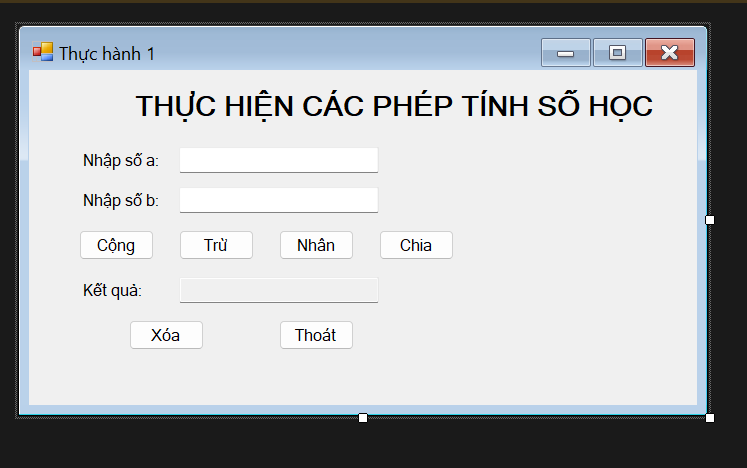 Thực hành 1
THỰC HIỆN CÁC PHÉP TÍNH SỐ HỌC
Nhập số a:
Nhập số b:
Cộng Trừ Nhân Chia
Kết quả:
Xóa Thoát